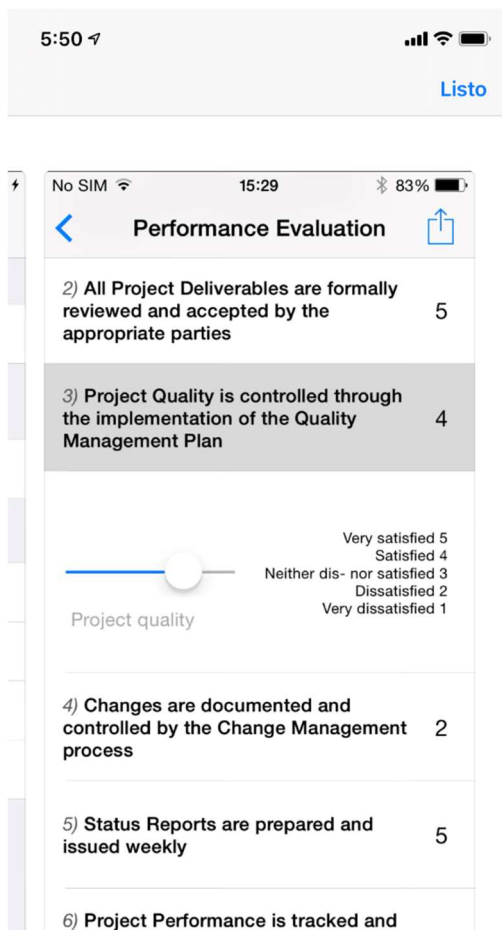 5:50
Listo
No SIM
15:29
83%
Performance Evaluation
2) All Project Deliverables are formally
reviewed and accepted by the
appropriate parties
5
3) Project Quality is controlled through
the implementation of the Quality
Management Plan
4
Very satisfied 5
Satisfied 4
Neither dis- nor satisfied 3
Dissatisfied 2
Very dissatisfied 1
Project quality
4) Changes are documented and
controlled by the Change Management
process
2
5) Status Reports are prepared and
issued weekly
5
6) Project Performance is tracked and